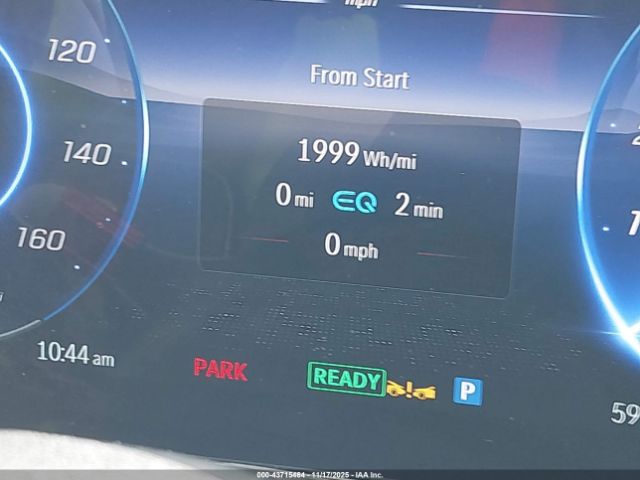 mph
120
From Start
140
1999 Wh/mi
0 mi EQ 2 min
160
0 mph
10:44 am
PARK
READY
P
59
000-43715464 - 11/17/2025 - IAA Inc.